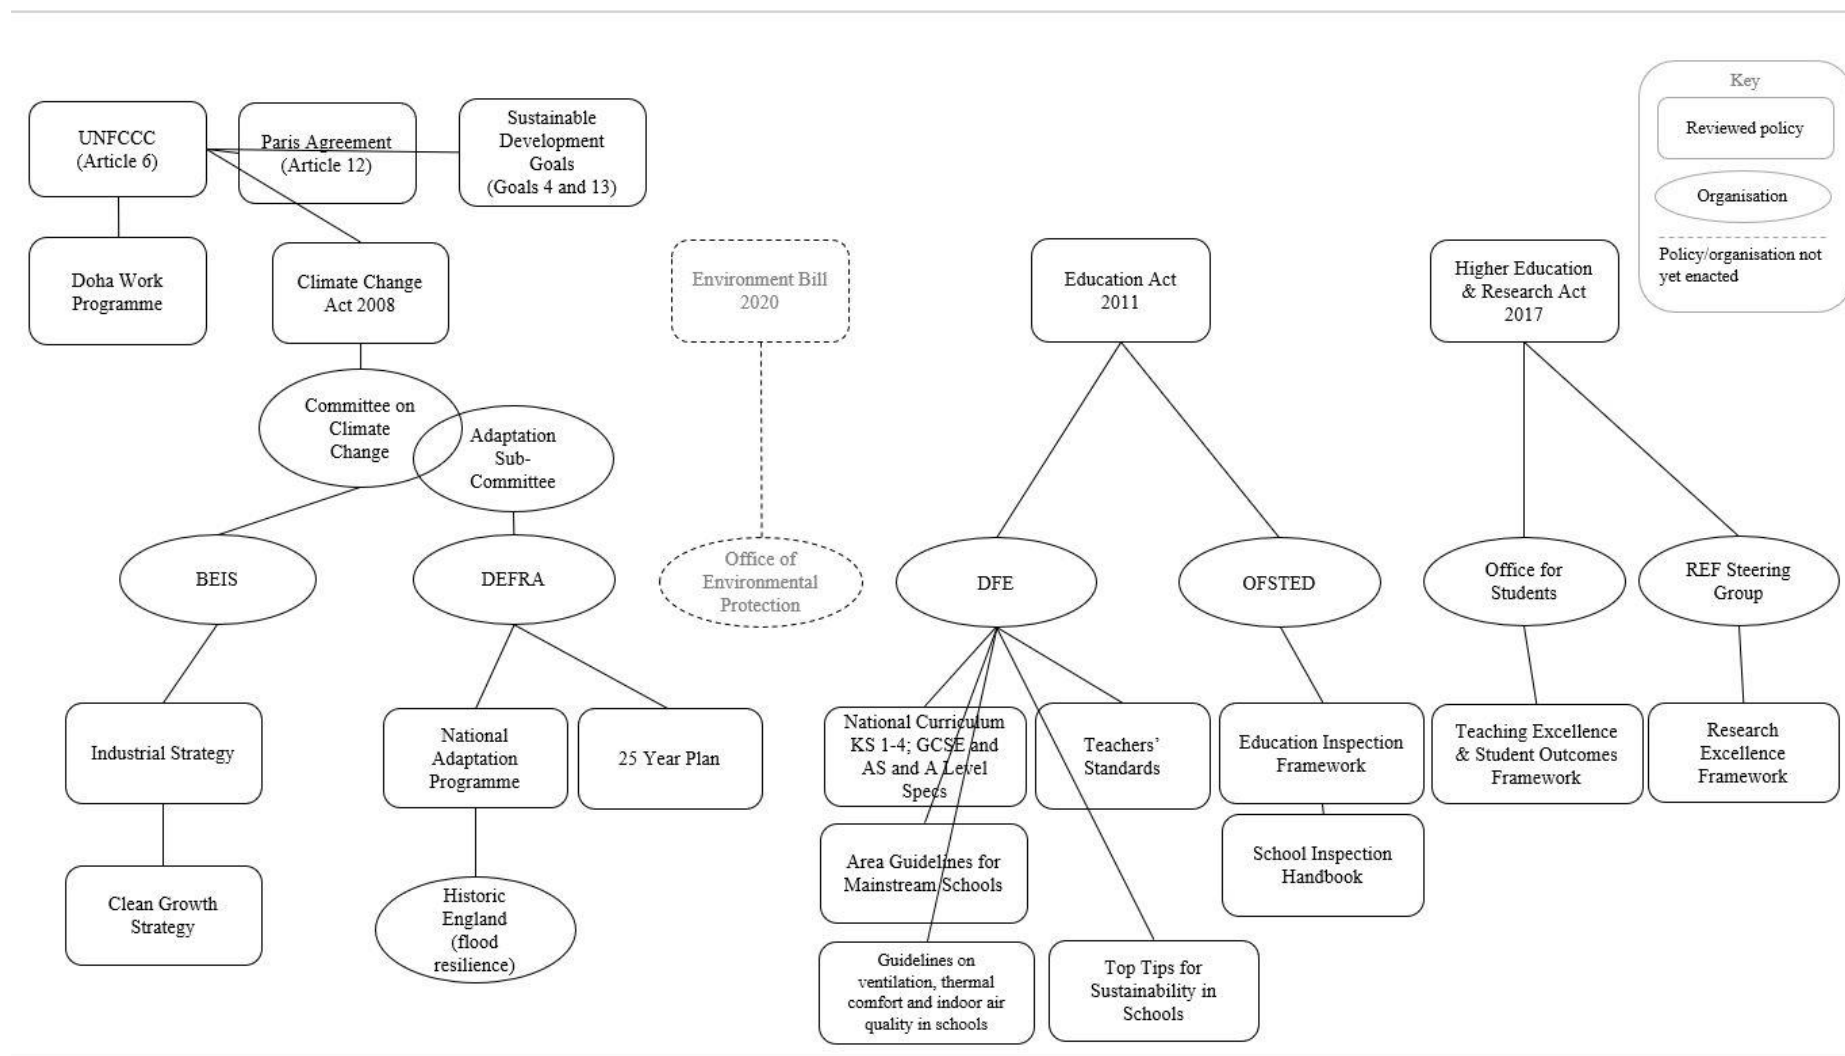 Key
Reviewed policy
Organisation
Policy/organisation not
yet enacted
UNFCCC
(Article 6)
Paris Agreement
(Article 12)
Sustainable
Development
Goals
(Goals 4 and 13)
Doha Work
Programme
Climate Change
Act 2008
Environment Bill
2020
Education Act
2011
Higher Education
& Research Act
2017
Committee on
Climate
Change
Adaptation
Sub-
Committee
BEIS
DEFRA
Office of
Environmental
Protection
DFE
OFSTED
Office for
Students
REF Steering
Group
Industrial Strategy
National
Adaptation
Programme
25 Year Plan
National Curriculum
KS 1-4; GCSE and
AS and A Level
Specs
Teachers’
Standards
Education Inspection
Framework
Teaching Excellence
& Student Outcomes
Framework
Research
Excellence
Framework
Clean Growth
Strategy
Historic
England
(flood
resilience)
Area Guidelines for
Mainstream Schools
School Inspection
Handbook
Guidelines on
ventilation, thermal
comfort and indoor air
quality in schools
Top Tips for
Sustainability in
Schools